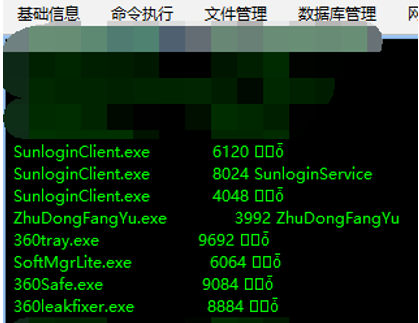 基础信息 命令执行 文件管理 数据库管理
SunloginClient.exe 6120
SunloginClient.exe 8024 SunloginService
SunloginClient.exe 4048
ZhuDongFangYu.exe 3992 ZhuDongFangYu
360tray.exe 9692
SoftMgrLite.exe 6064
360Safe.exe 9084
360leakfixer.exe 8884